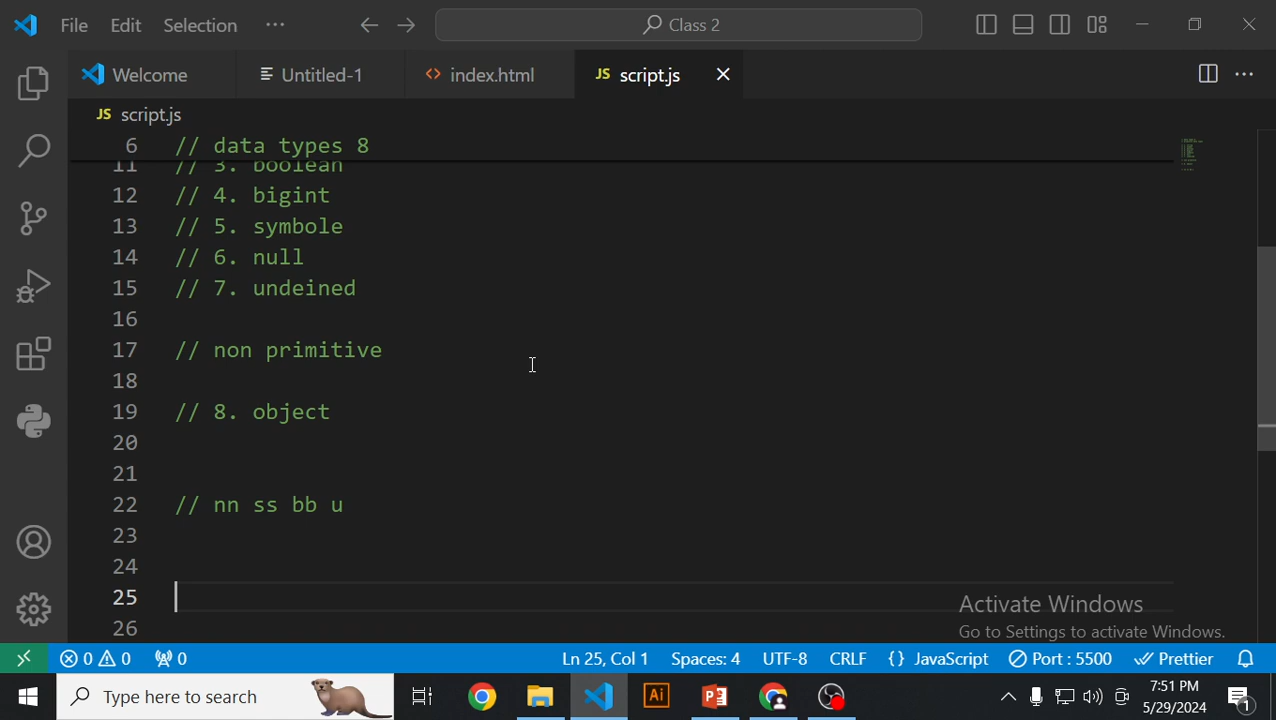 File Edit Selection ··· Class 2
Welcome Untitled-1 <> index.html JS script.js
JS script.js
6 // data types 8
11 // 3. boolean
12 // 4. bigint
13 // 5. symbole
14 // 6. null
15 // 7. undeined
16
17 // non primitive
18
19 // 8. object
20
21
22 // nn ss bb u
23
24
25
26
Activate Windows
Go to Settings to activate Windows.
0 0 0 Ln 25, Col 1 Spaces: 4 UTF-8 CRLF {} JavaScript Port : 5500 Prettier
Type here to search Ai P 7:51 PM
5/29/2024 1